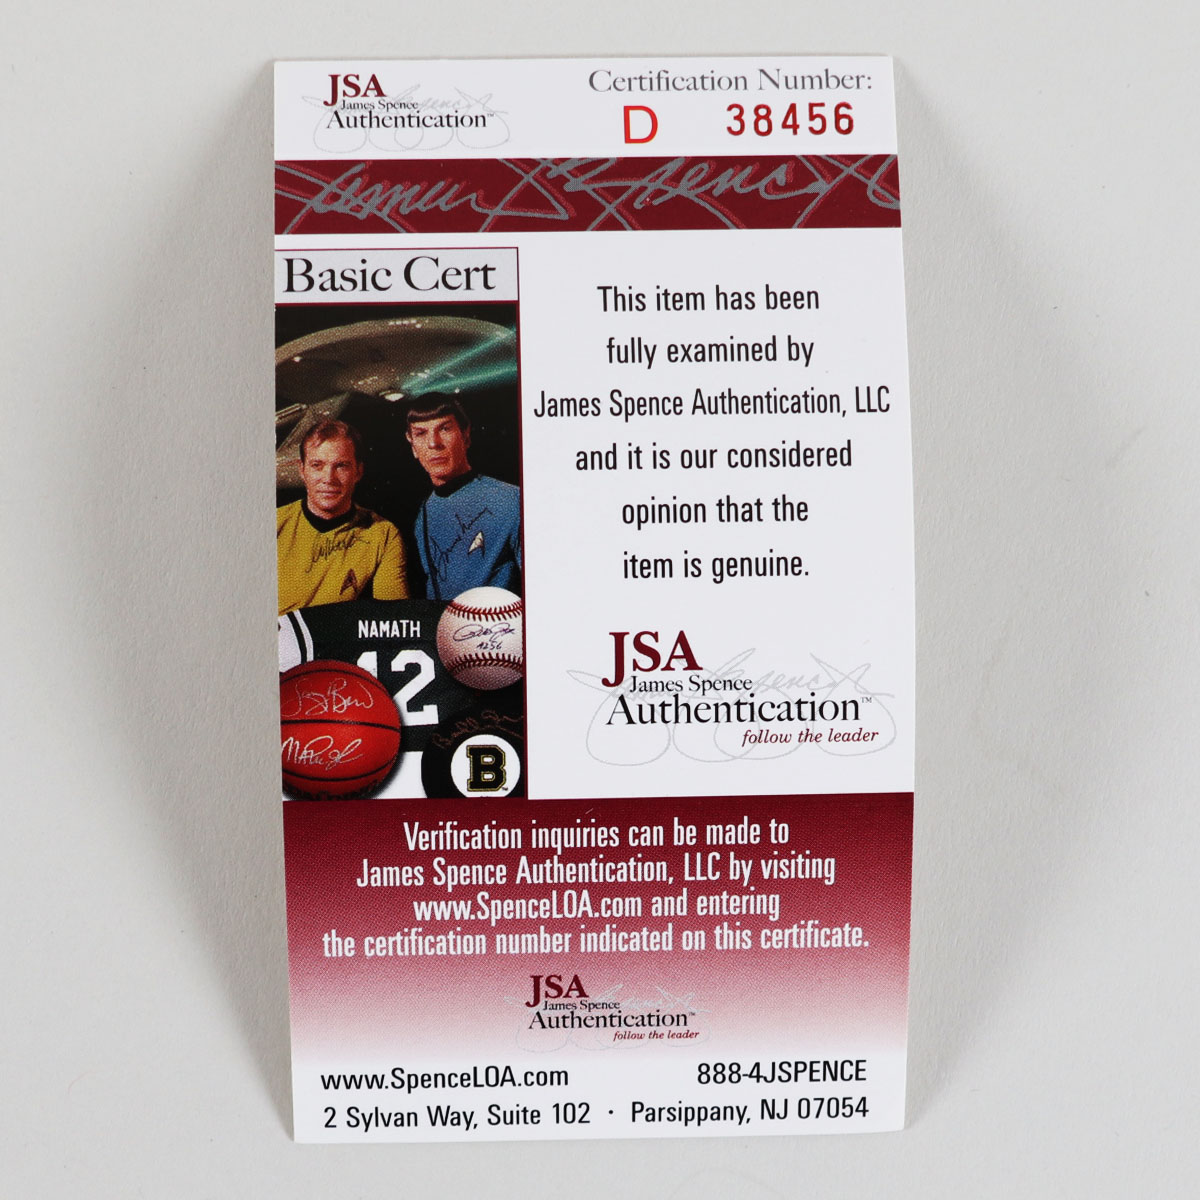 JSA
James Spence
Authentication™
Certification Number:
D 38456
Basic Cert
This item has been
fully examined by
James Spence Authentication, LLC
and it is our considered
opinion that the
item is genuine.
NAMATH
12
4256
B
JSA
James Spence
Authentication™
follow the leader
Verification inquiries can be made to
James Spence Authentication, LLC by visiting
www.SpenceLOA.com and entering
the certification number indicated on this certificate.
JSA
James Spence
Authentication™
follow the leader
www.SpenceLOA.com 888-4JSPENCE
2 Sylvan Way, Suite 102 · Parsippany, NJ 07054